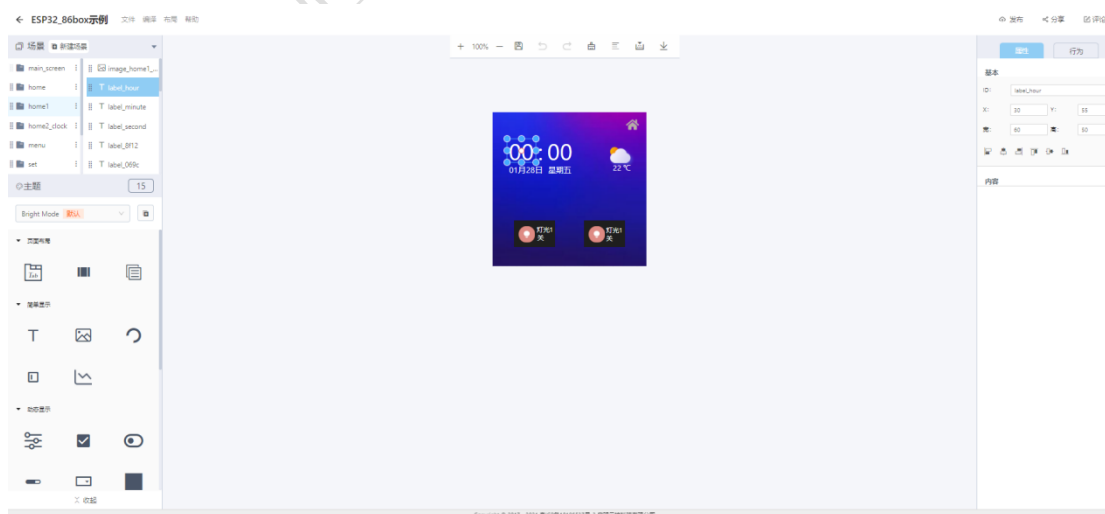 ← ESP32_86box示例 文件 编译 布局 帮助
发布 分享 评论
场景 新建场景
+ 100% −
属性 行为
main_screen
image_home1_...
基本
home
label_hour
ID: label_hour
home1
label_minute
X: 30 Y: 55
home2_clock
label_second
宽: 60 高: 50
menu
label_8f12
set
label_069c
主题 15
内容
00:00
01月28日 星期五
22 ℃
Bright Mode 默认
灯光1
关
灯光1
关
页面布局
Tab
简单显示
T
动态显示
收起